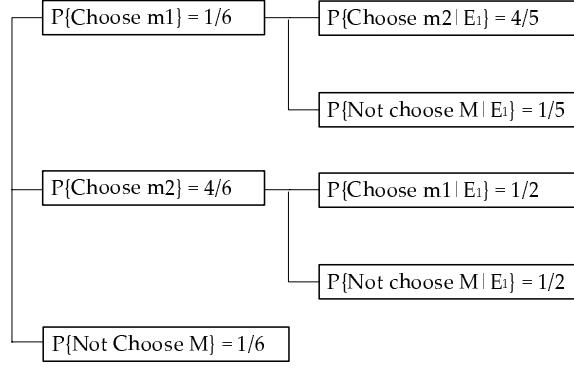 P{Choose m1} = 1/6
P{Choose m2|E1} = 4/5
P{Not choose M|E1} = 1/5
P{Choose m2} = 4/6
P{Choose m1|E1} = 1/2
P{Not choose M|E1} = 1/2
P{Not Choose M} = 1/6